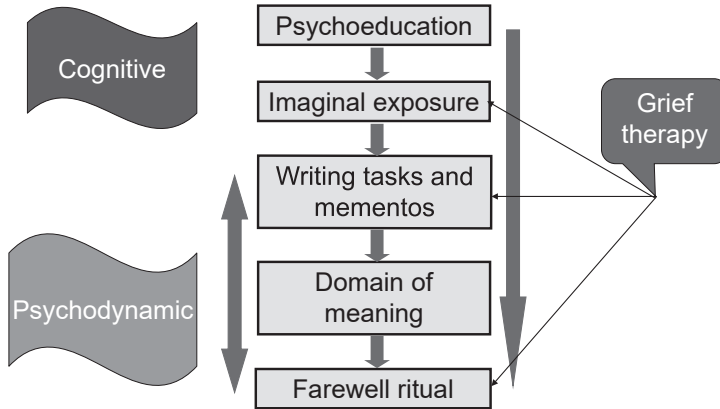 Psychoeducation
Cognitive
Imaginal exposure
Grief
therapy
Writing tasks and
mementos
Psychodynamic
Domain of
meaning
Farewell ritual